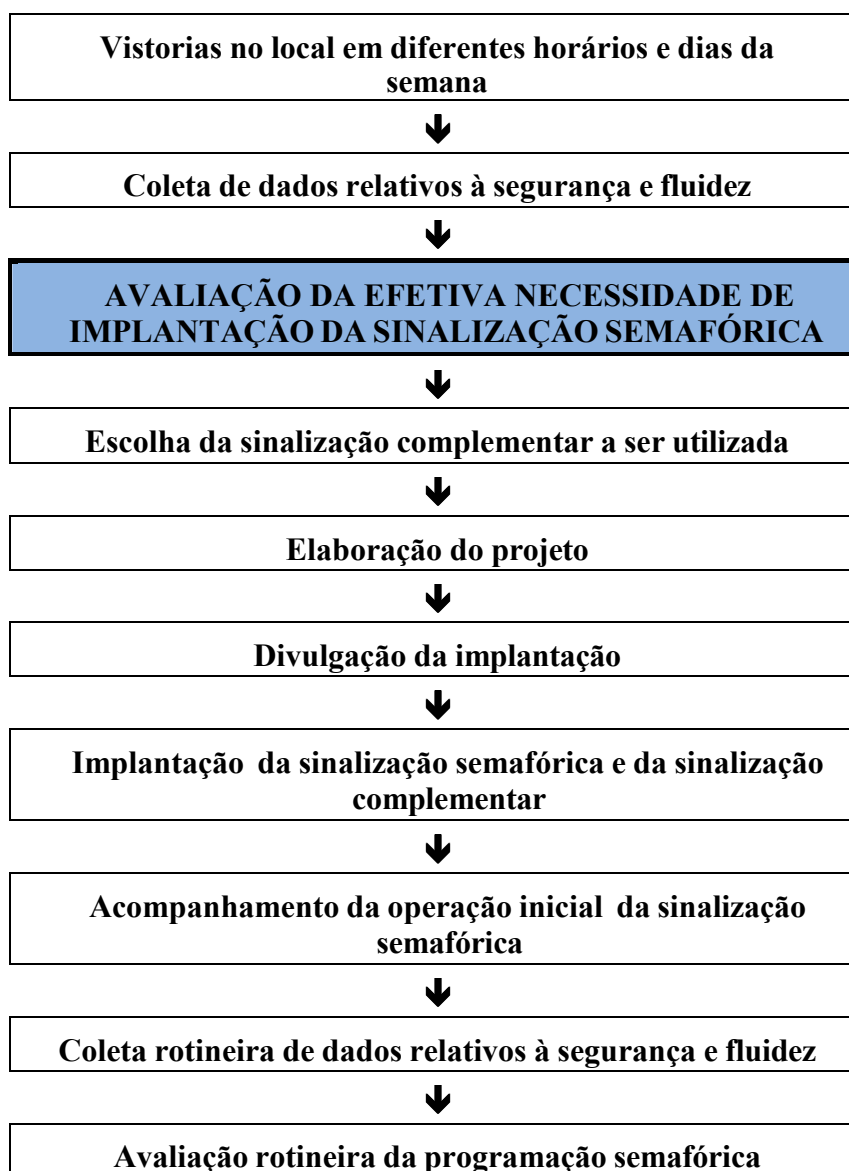 Vistorias no local em diferentes horários e dias da
semana
Coleta de dados relativos à segurança e fluidez
AVALIAÇÃO DA EFETIVA NECESSIDADE DE
IMPLANTAÇÃO DA SINALIZAÇÃO SEMAFÓRICA
Escolha da sinalização complementar a ser utilizada
Elaboração do projeto
Divulgação da implantação
Implantação da sinalização semafórica e da sinalização
complementar
Acompanhamento da operação inicial da sinalização
semafórica
Coleta rotineira de dados relativos à segurança e fluidez
Avaliação rotineira da programação semafórica